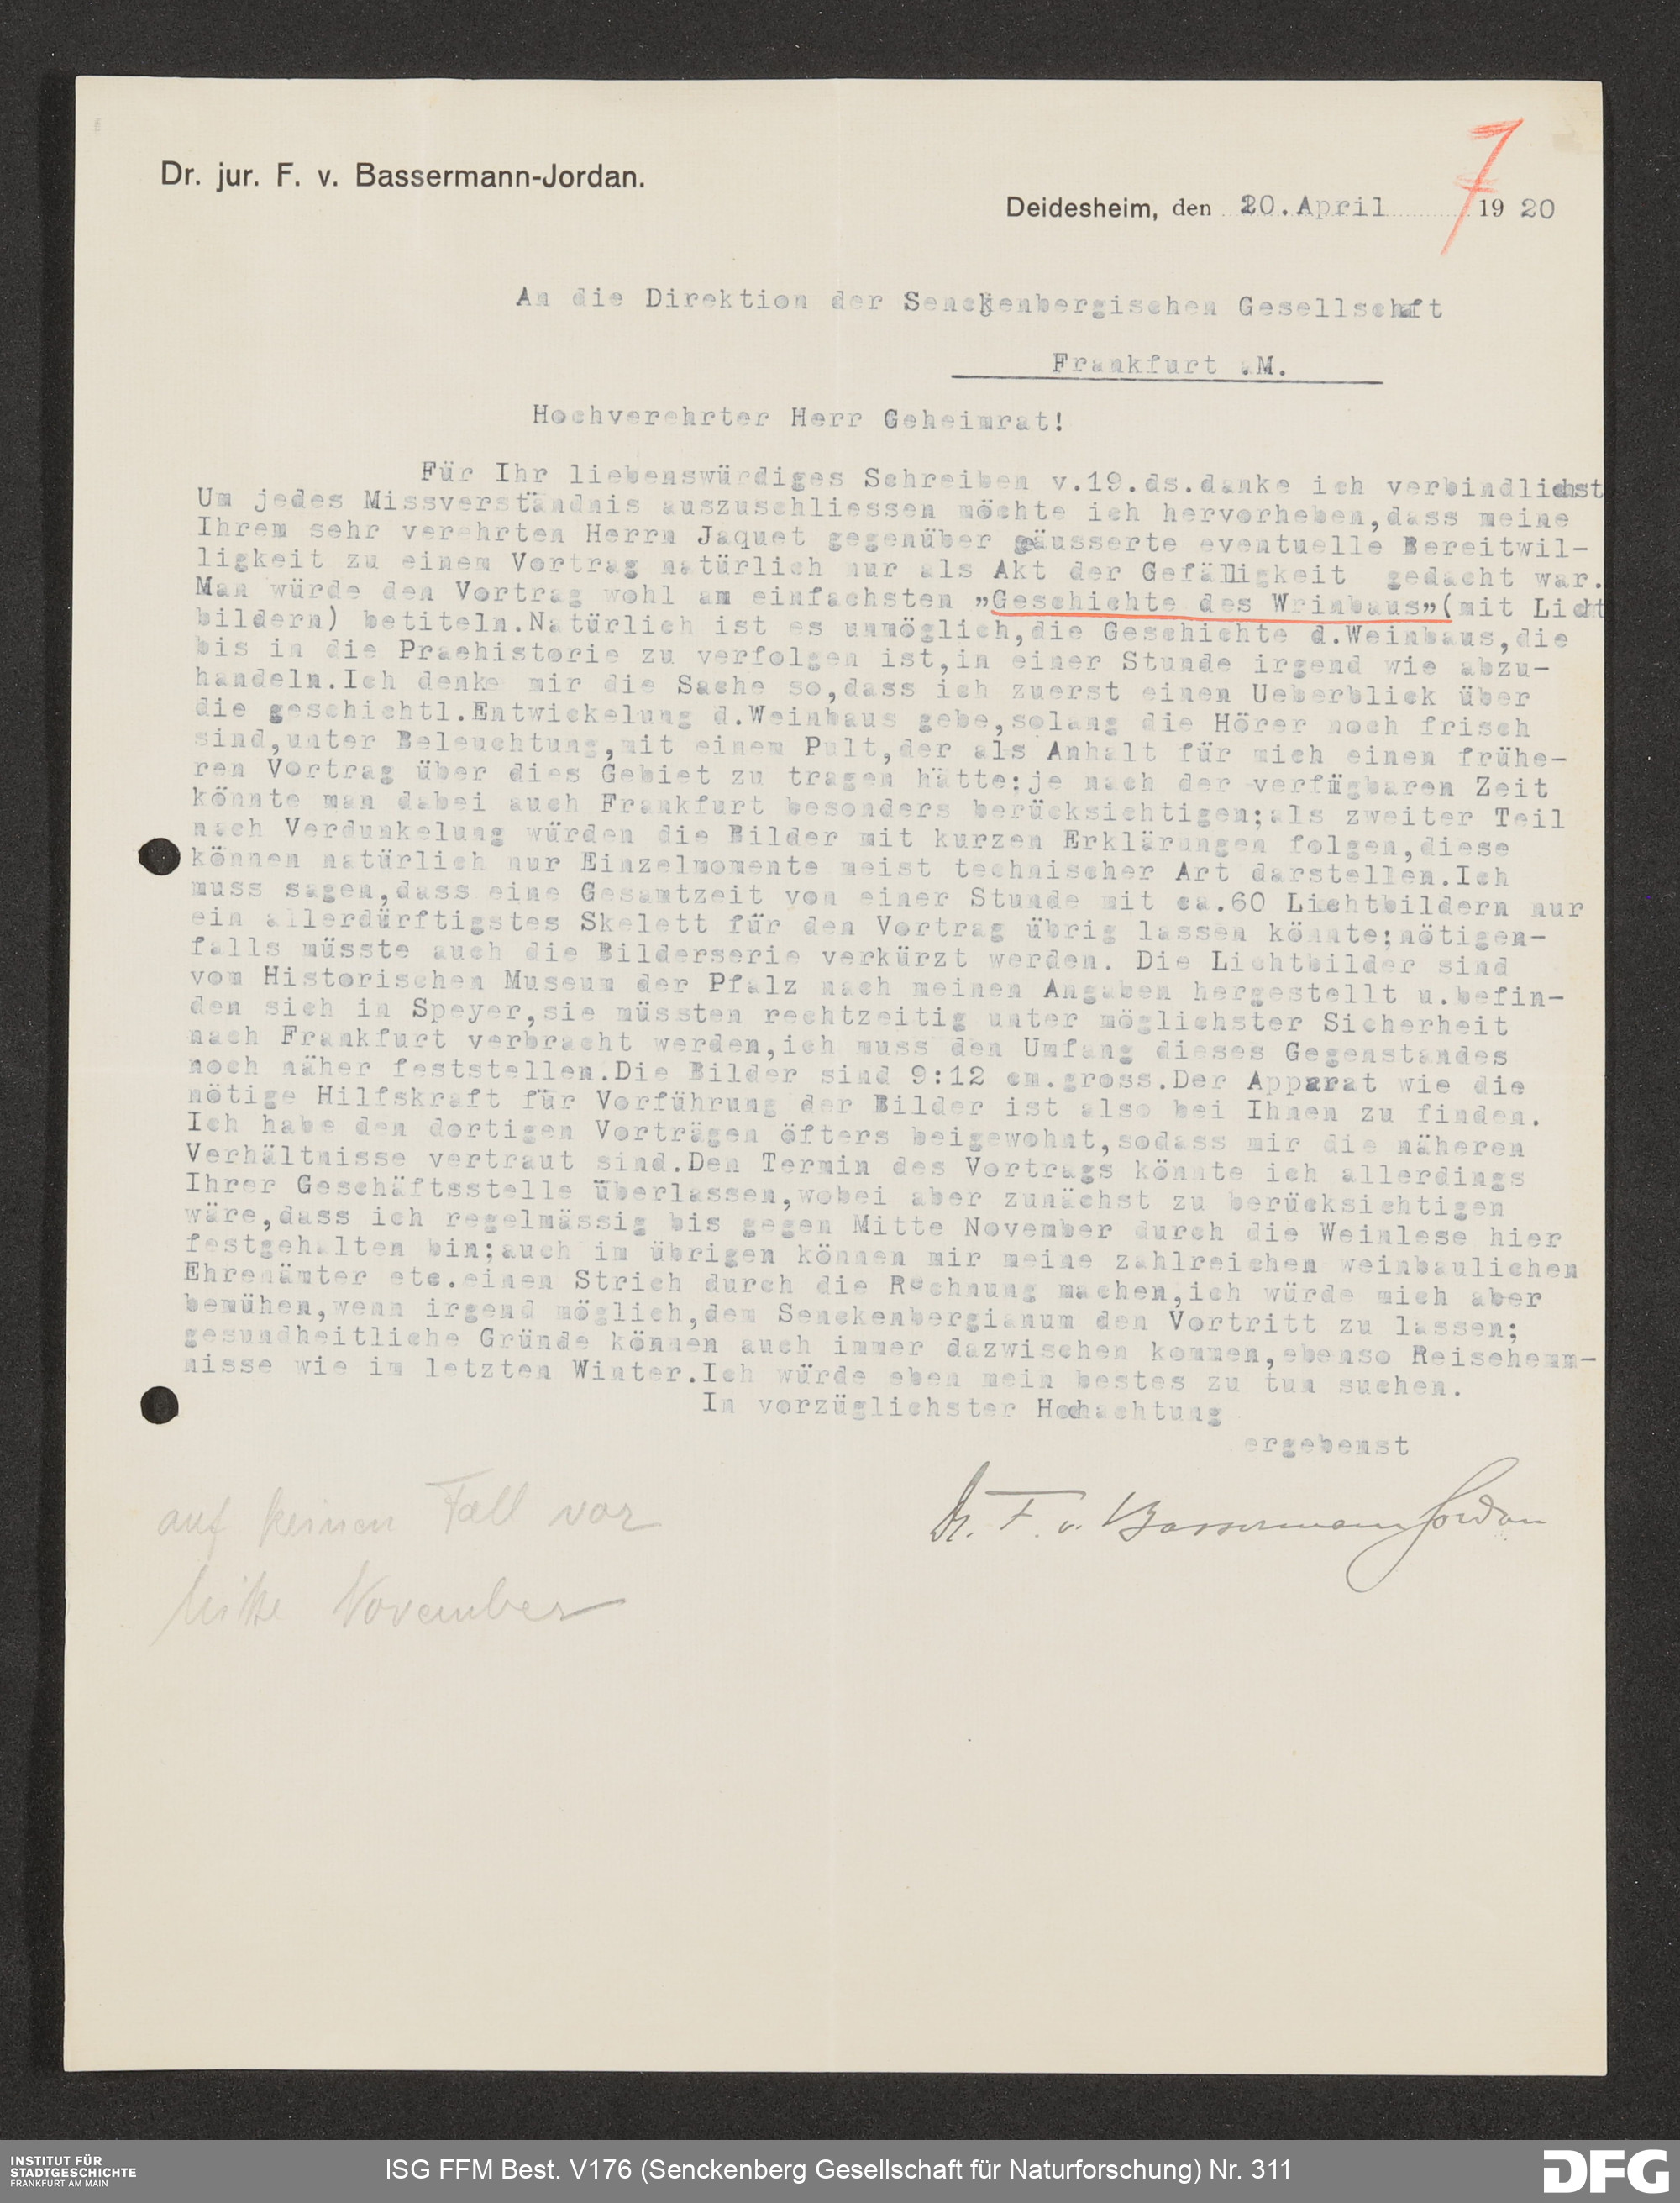 7
Dr. jur. F. v. Bassermann-Jordan.
Deidesheim, den 20.April 1920
An die Direktion der Senckenbergischen Gesellschaft
Frankfurt aM.
Hochverehrter Herr Geheimrat!
Für Ihr liebenswürdiges Schreiben v.19.ds.danke ich verbindlichst
Um jedes Missverständnis auszuschliessen möchte ich hervorheben,dass meine
Ihrem sehr verehrten Herrn Jaquet gegenüber geäusserte eventuelle Bereitwil-
ligkeit zu einem Vortrag natürlich nur als Akt der Gefälligkeit gedacht war.
Man würde den Vortrag wohl am einfachsten „Geschichte des Wrinbaus"(mit Licht
bildern) betiteln.Natürlich ist es unmöglich,die Geschichte d.Weinbaus,die
bis in die Praehistorie zu verfolgen ist,in einer Stunde irgend wie abzu-
handeln.Ich denke mir die Sache so,dass ich zuerst einen Ueberblick über
die geschichtl.Entwickelung d.Weinbaus gebe,solang die Hörer noch frisch
sind,unter Beleuchtung,mit einem Pult,der als Anhalt für mich einen frühe-
ren Vortrag über dies Gebiet zu tragen hätte;je nach der verfügbaren Zeit
könnte man dabei auch Frankfurt besonders berücksichtigen;als zweiter Teil
nach Verdunkelung würden die Bilder mit kurzen Erklärungen folgen,diese
können natürlich nur Einzelmomente meist technischer Art darstellen.Ich
muss sagen,dass eine Gesamtzeit von einer Stunde mit ca.60 Lichtbildern nur
ein allerdürftigstes Skelett für den Vortrag übrig lassen könnte;nötigen-
falls müsste auch die Bilderserie verkürzt werden. Die Lichtbilder sind
vom Historischen Museum der Pfalz nach meinen Angaben hergestellt u.befin-
den sich in Speyer,sie müssten rechtzeitig unter möglichster Sicherheit
nach Frankfurt verbracht werden,ich muss den Umfang dieses Gegenstandes
noch näher feststellen.Die Bilder sind 9:12 cm.gross.Der Apparat wie die
nötige Hilfskraft für Vorführung der Bilder ist also bei Ihnen zu finden.
Ich habe den dortigen Vorträgen öfters beigewohnt,sodass mir die näheren
Verhältnisse vertraut sind.Den Termin des Vortrags könnte ich allerdings
Ihrer Geschäftsstelle überlassen,wobei aber zunächst zu berücksichtigen
wäre,dass ich regelmässig bis gegen Mitte November durch die Weinlese hier
festgehalten bin;auch im übrigen können mir meine zahlreichen weinbaulichen
Ehrenämter etc.einen Strich durch die Rechnung machen,ich würde mich aber
bemühen,wenn irgend möglich,dem Senckenbergianum den Vortritt zu lassen;
gesundheitliche Gründe können auch immer dazwischen kommen,ebenso Reisehemm-
nisse wie im letzten Winter.Ich würde eben mein bestes zu tun suchen.
In vorzüglichster Hochachtung
ergebenst
Dr. F. v. Bassermann Jordan
auf keinen Fall vor
Mitte November
INSTITUT FÜR
STADTGESCHICHTE
FRANKFURT AM MAIN
ISG FFM Best. V176 (Senckenberg Gesellschaft für Naturforschung) Nr. 311
DFG